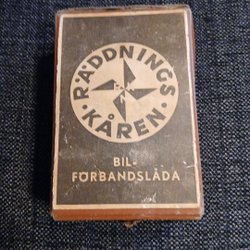 RÄDDNINGS
KÅREN
BIL-
FÖRBANDSLÅDA